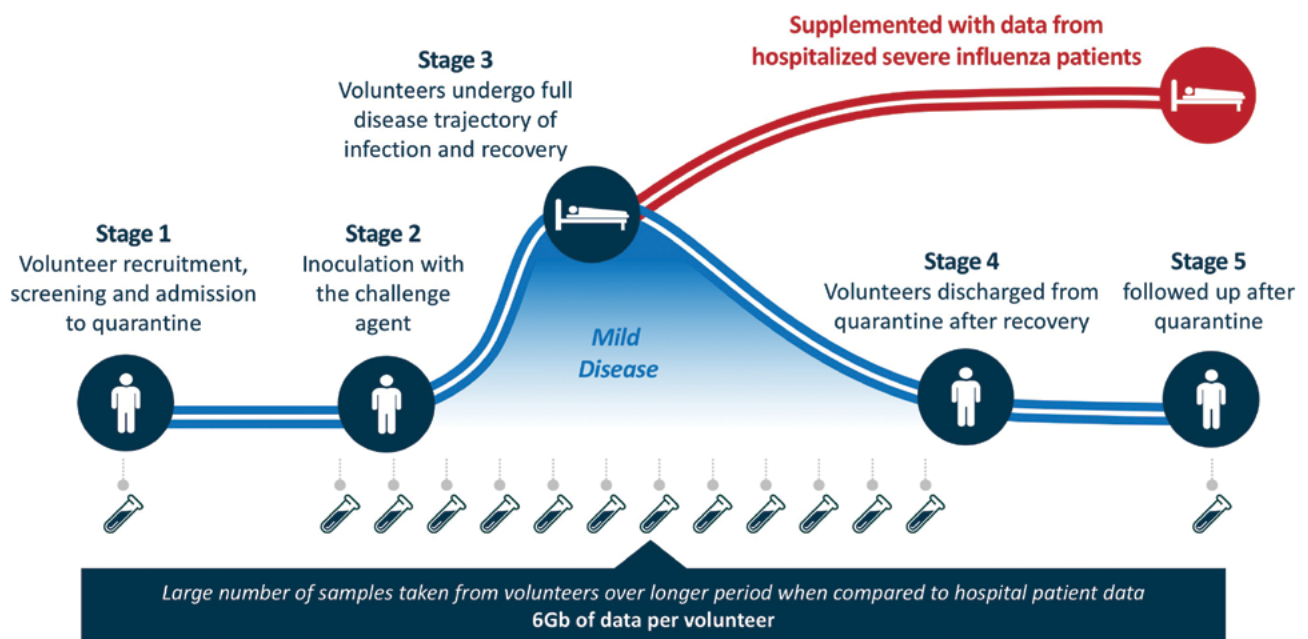 Supplemented with data from
hospitalized severe influenza patients
Stage 3
Volunteers undergo full
disease trajectory of
infection and recovery
Stage 1
Volunteer recruitment,
screening and admission
to quarantine
Stage 2
Inoculation with
the challenge
agent
Mild
Disease
Stage 4
Volunteers discharged from
quarantine after recovery
Stage 5
followed up after
quarantine
Large number of samples taken from volunteers over longer period when compared to hospital patient data
6Gb of data per volunteer